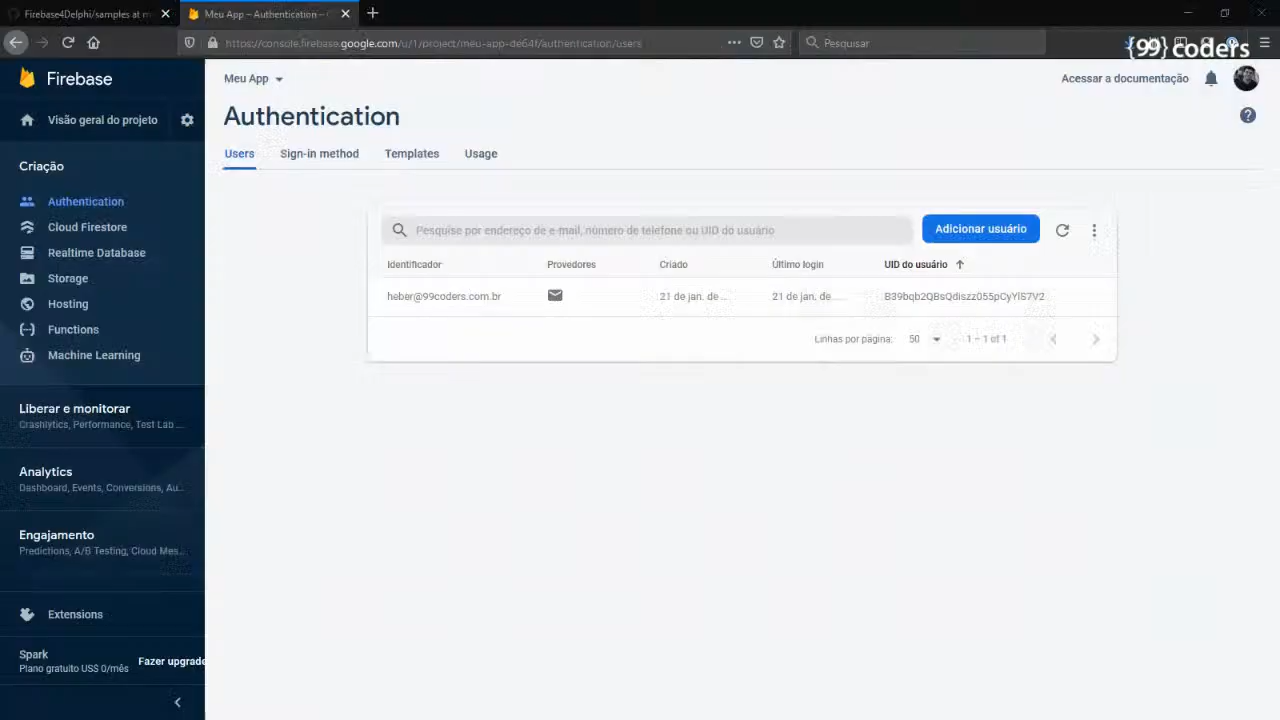 Firebase4Delphi/samples at m
Meu App – Authentication –
https://console.firebase.google.com/u/1/project/meu-app-de64f/authentication/users
Pesquisar
{99} coders
Firebase
Meu App
Acessar a documentação
Visão geral do projeto
Authentication
Users
Sign-in method
Templates
Usage
Criação
Authentication
Cloud Firestore
Realtime Database
Storage
Hosting
Functions
Machine Learning
Pesquise por endereço de e-mail, número de telefone ou UID do usuário
Adicionar usuário
Identificador
Provedores
Criado
Último login
UID do usuário
heber@99coders.com.br
21 de jan. de ...
21 de jan. de ...
Linhas por página:
50
1 – 1 of 1
Liberar e monitorar
Crashlytics, Performance, Test Lab ...
Analytics
Dashboard, Events, Conversions, Au...
Engajamento
Predictions, A/B Testing, Cloud Mes...
Extensions
Spark
Plano gratuito US$ 0/mês
Fazer upgrade